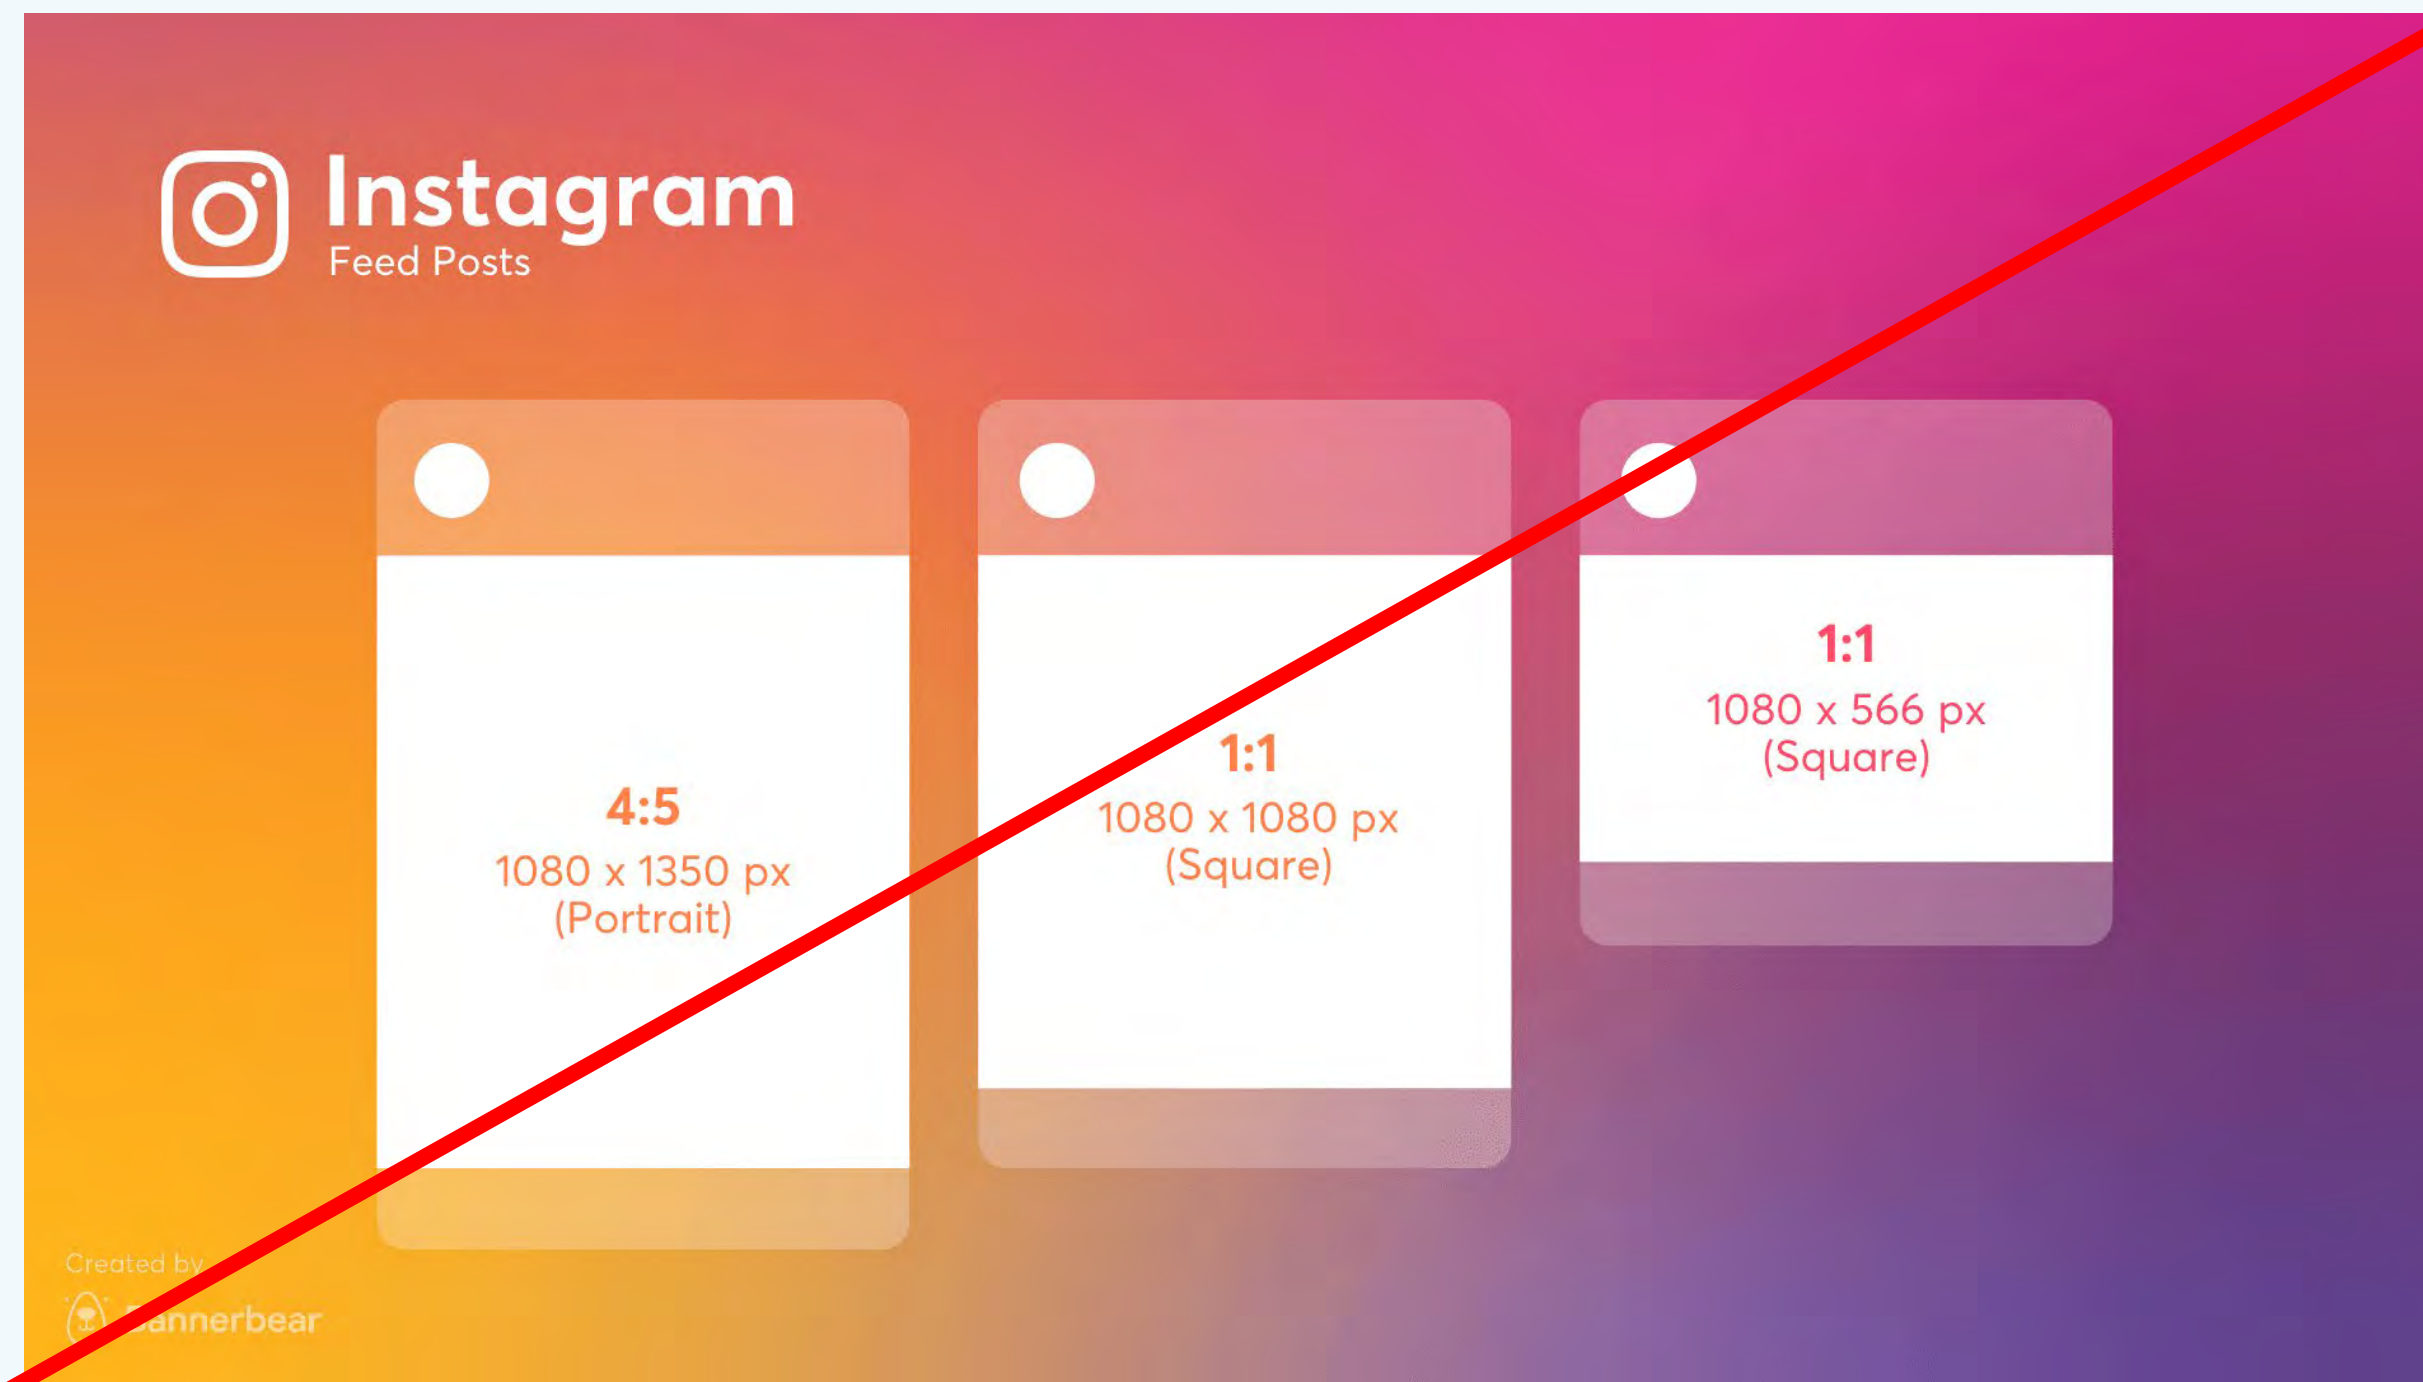 Instagram
Feed Posts
4:5
1080 x 1350 px
(Portrait)
1:1
1080 x 1080 px
(Square)
1:1
1080 x 566 px
(Square)
Created by
Bannerbear